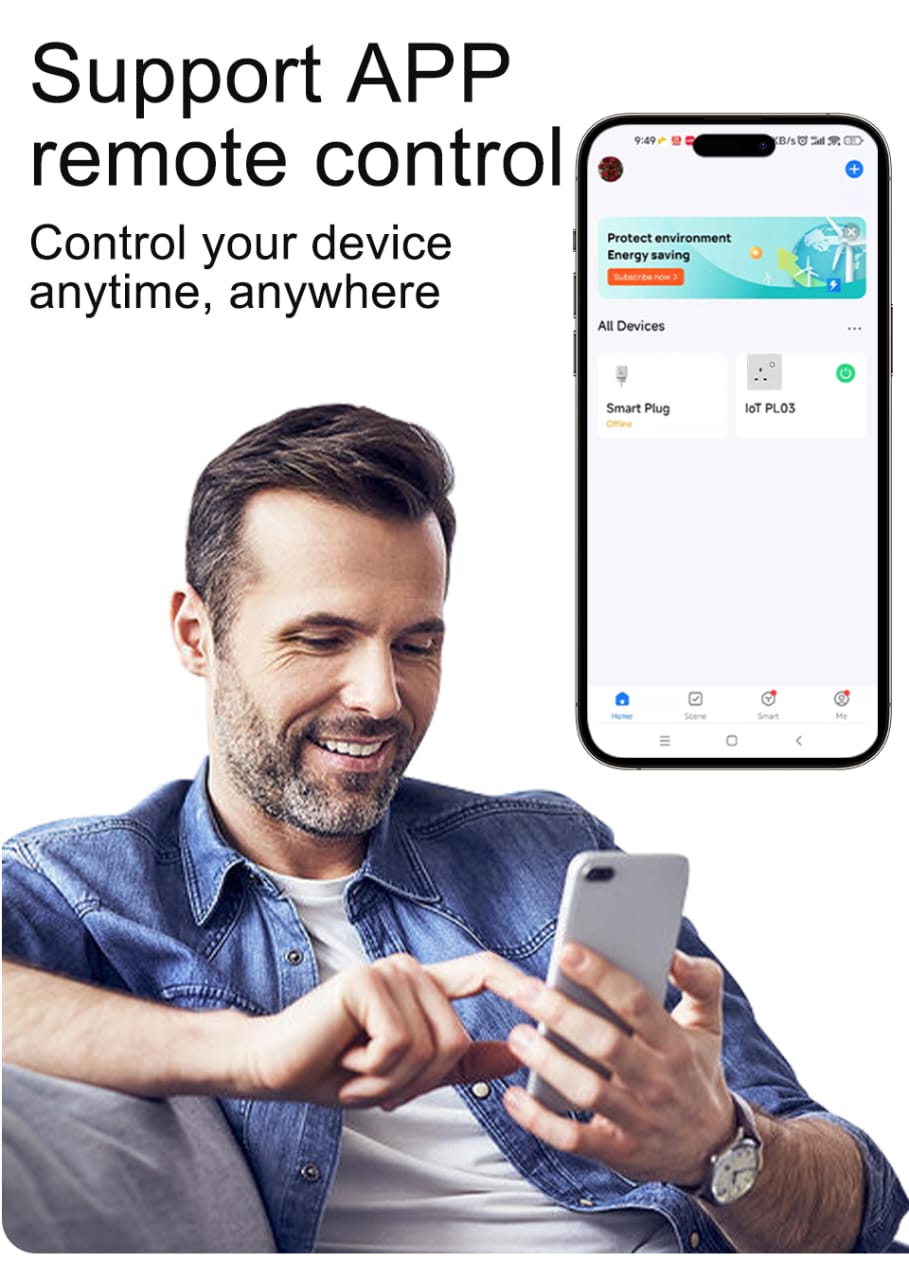 Support APP
remote control
Control your device
anytime, anywhere
9:49
KB/s
Protect environment
Energy saving
Subscribe now >
All Devices
...
Smart Plug
Offline
IoT PL03
Home
Scene
Smart
Me